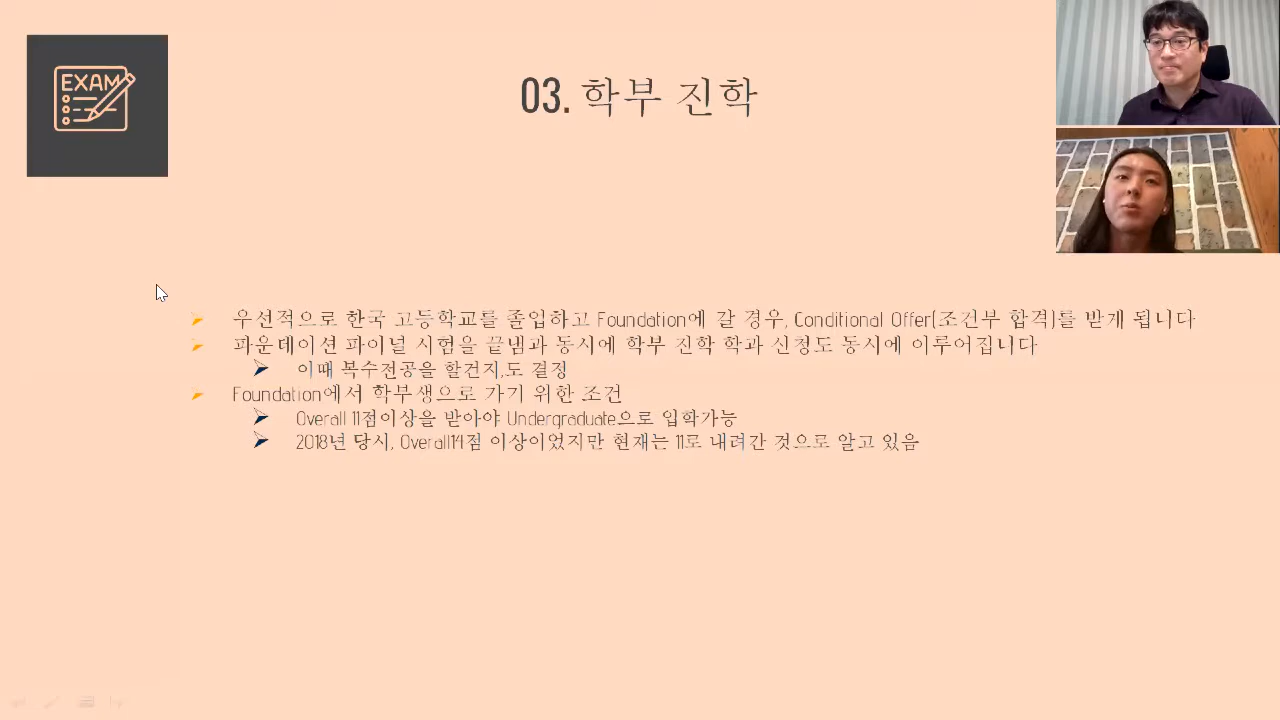 EXAM
03. 학부 진학
우선적으로 한국 고등학교를 졸입하고 Foundation에 갈 경우, Conditional Offer(조건부 합격)를 받게 됩니다
파운데이션 파이널 시험을 끝냄과 동시에 학부 진학 학과 신청도 동시에 이루어집니다
이때 복수전공을 할건지,도 결정
Foundation에서 학부생으로 가기 위한 조건
Overall 11점이상을 받아야 Undergraduate으로 입학가능
2018년 당시, Overall14점 이상이었지만 현재는 11로 내려간 것으로 알고 있음